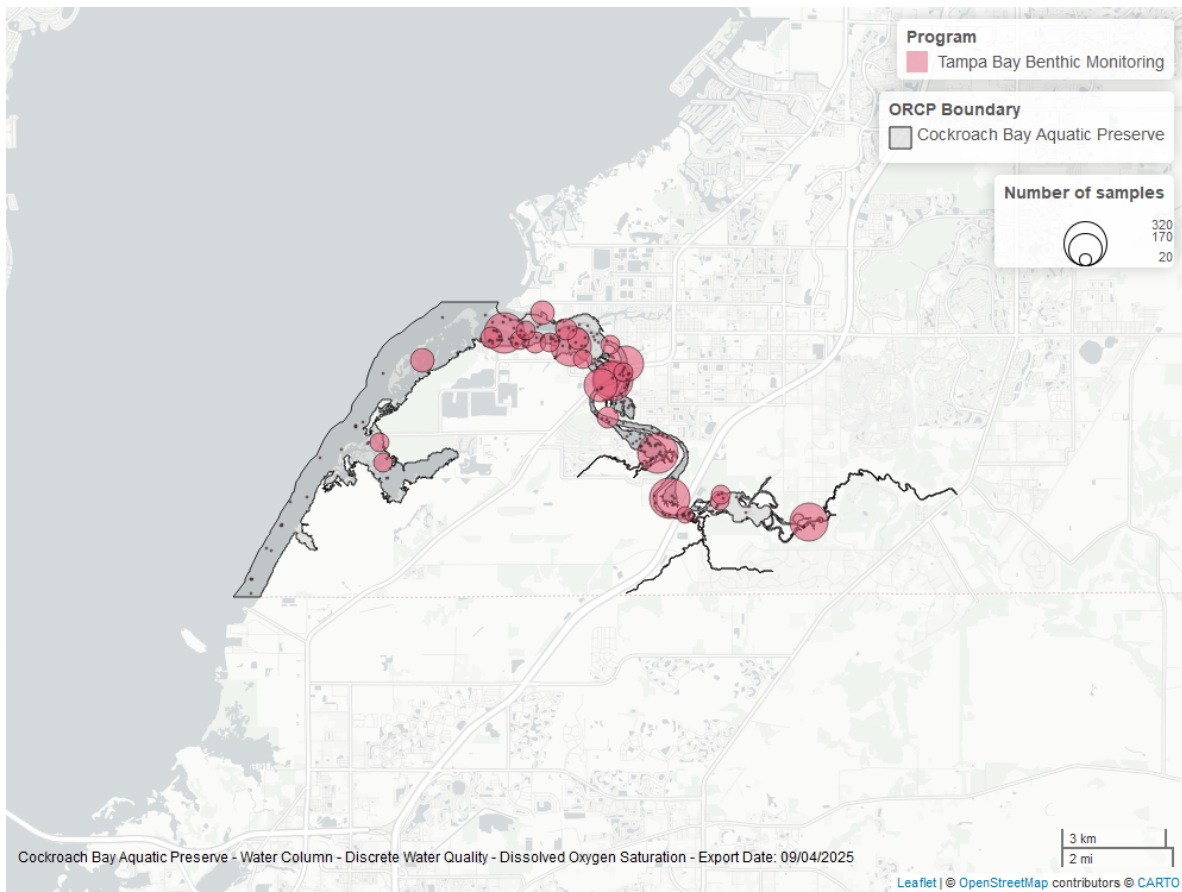 Program
Tampa Bay Benthic Monitoring
ORCP Boundary
Cockroach Bay Aquatic Preserve
Number of samples
320
170
20
3 km
2 mi
Cockroach Bay Aquatic Preserve - Water Column - Discrete Water Quality - Dissolved Oxygen Saturation - Export Date: 09/04/2025
Leaflet | © OpenStreetMap contributors © CARTO